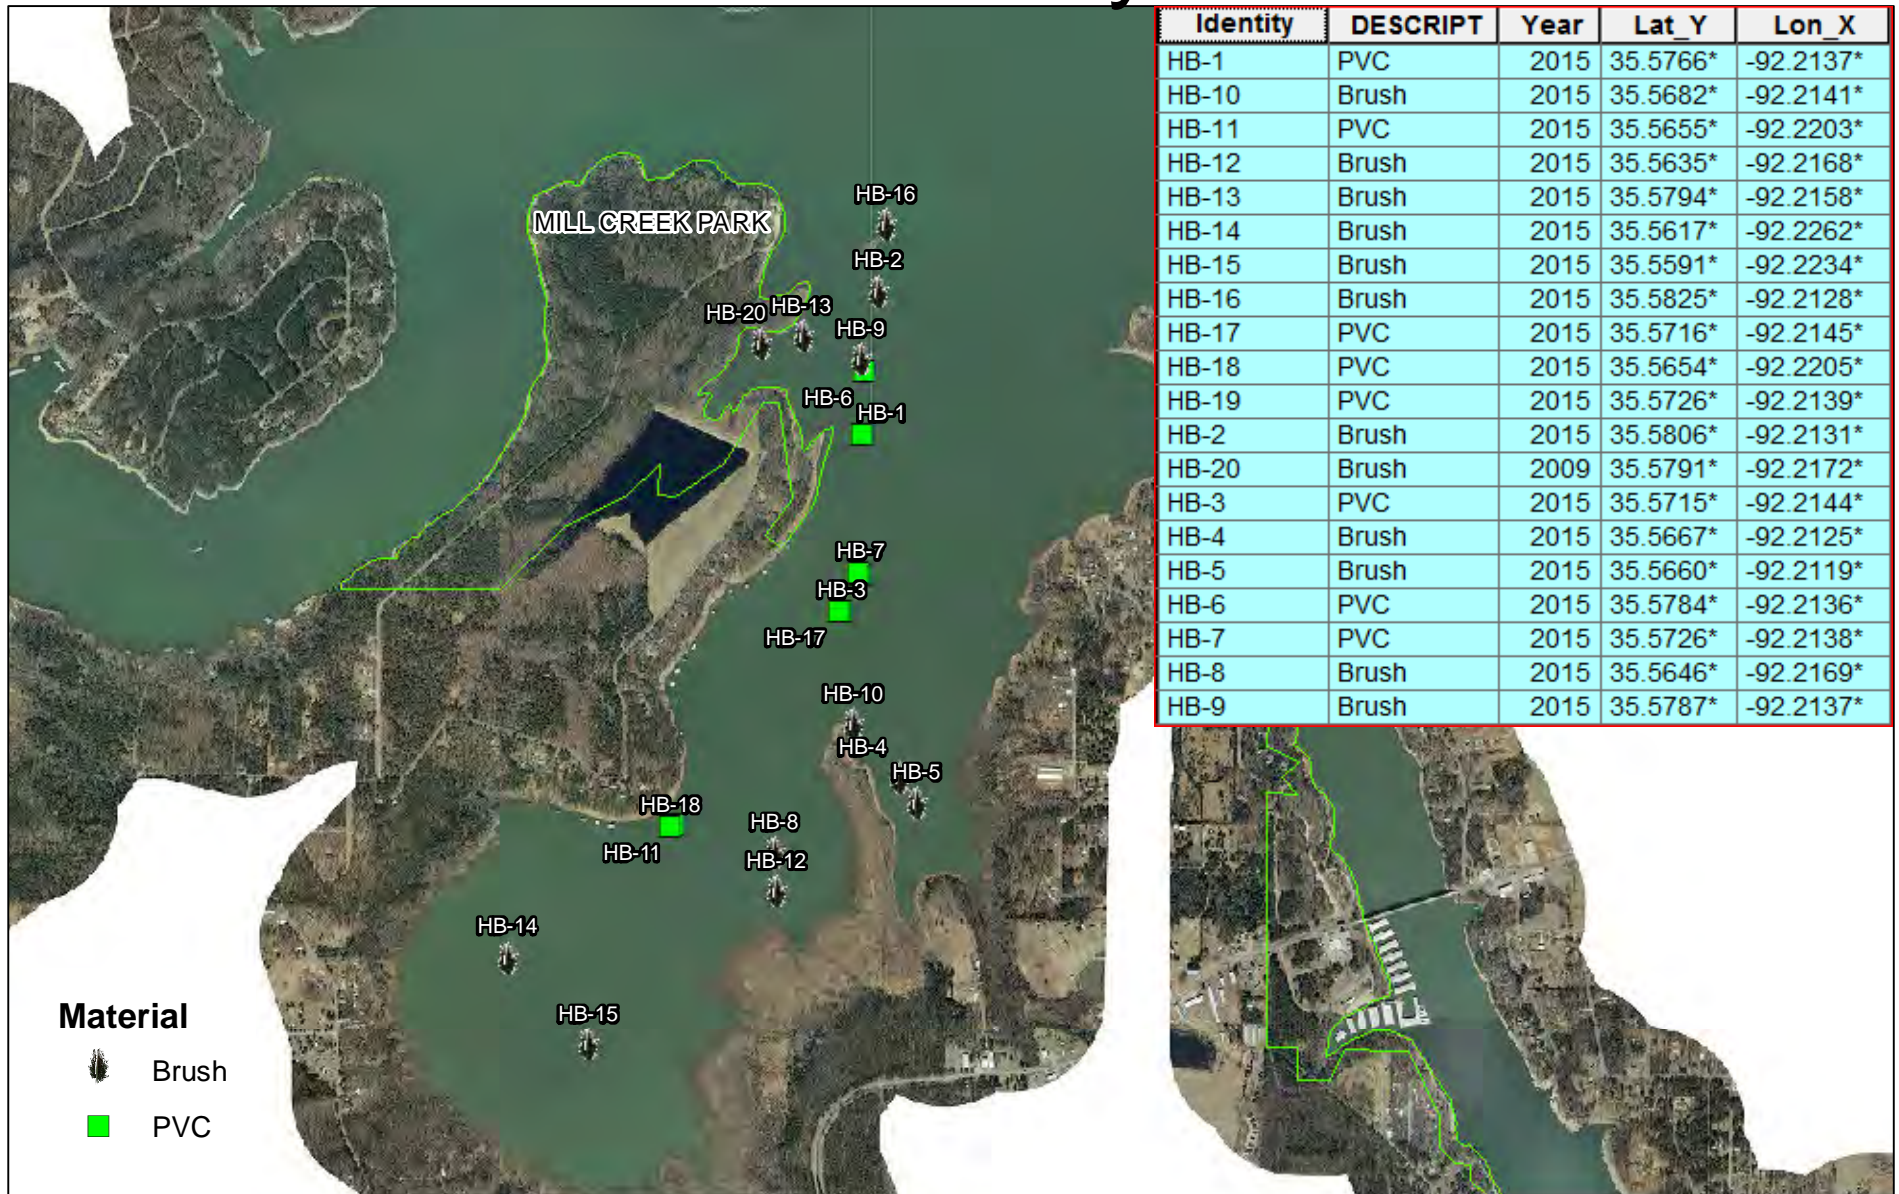 Identity DESCRIPT Year Lat_Y Lon_X
HB-1 PVC 2015 35.5766* -92.2137*
HB-10 Brush 2015 35.5682* -92.2141*
HB-11 PVC 2015 35.5655* -92.2203*
HB-12 Brush 2015 35.5635* -92.2168*
HB-13 Brush 2015 35.5794* -92.2158*
HB-14 Brush 2015 35.5617* -92.2262*
HB-15 Brush 2015 35.5591* -92.2234*
HB-16 Brush 2015 35.5825* -92.2128*
HB-17 PVC 2015 35.5716* -92.2145*
HB-18 PVC 2015 35.5654* -92.2205*
HB-19 PVC 2015 35.5726* -92.2139*
HB-2 Brush 2015 35.5806* -92.2131*
HB-20 Brush 2009 35.5791* -92.2172*
HB-3 PVC 2015 35.5715* -92.2144*
HB-4 Brush 2015 35.5667* -92.2125*
HB-5 Brush 2015 35.5660* -92.2119*
HB-6 PVC 2015 35.5784* -92.2136*
HB-7 PVC 2015 35.5726* -92.2138*
HB-8 Brush 2015 35.5646* -92.2169*
HB-9 Brush 2015 35.5787* -92.2137*
HB-16
MILL CREEK PARK
HB-2
HB-20 HB-13
HB-9
HB-6
HB-1
HB-7
HB-3
HB-17
HB-10
HB-4
HB-5
HB-18
HB-8
HB-11
HB-12
HB-14
HB-15
Material
Brush
PVC